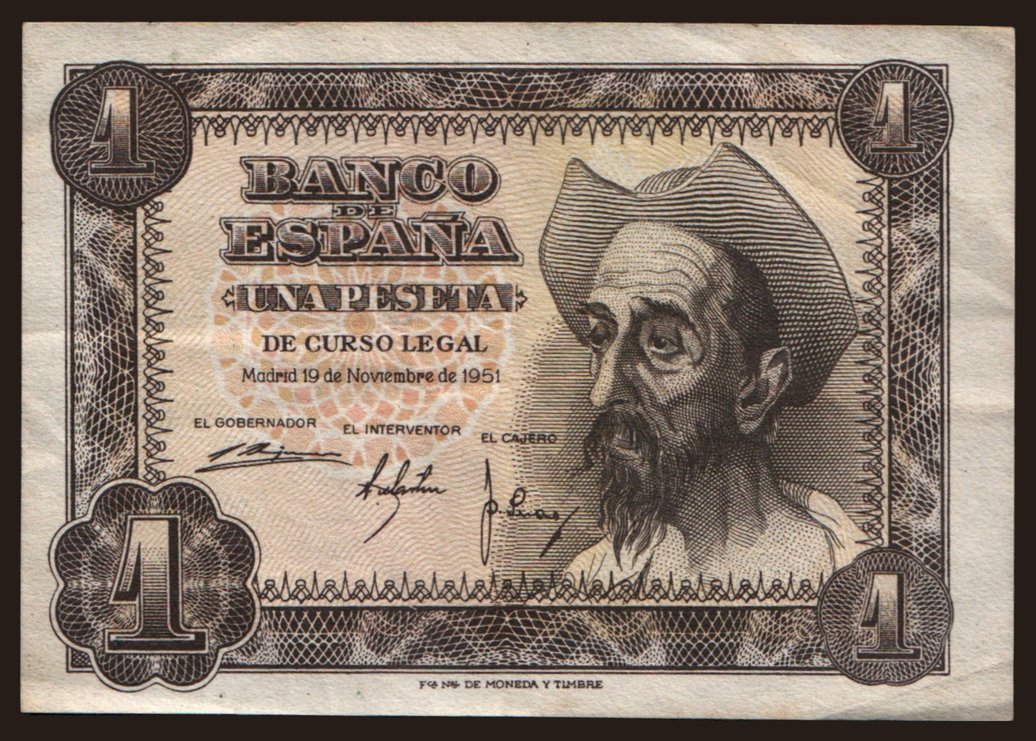 1
1
BANCO
DE
ESPAÑA
UNA PESETA
DE CURSO LEGAL
Madrid 19 de Noviembre de 1951
EL GOBERNADOR
EL INTERVENTOR
EL CAJERO
1
1
Fca Nal DE MONEDA Y TIMBRE